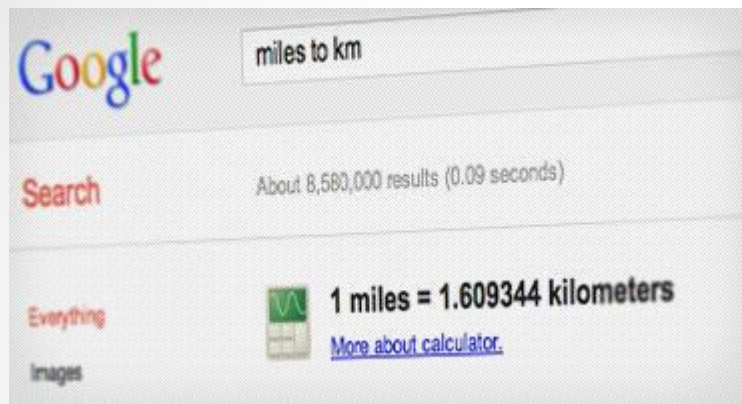 Google
miles to km
Search
About 8,580,000 results (0.09 seconds)
1 miles = 1.609344 kilometers
More about calculator.
Everything
Images